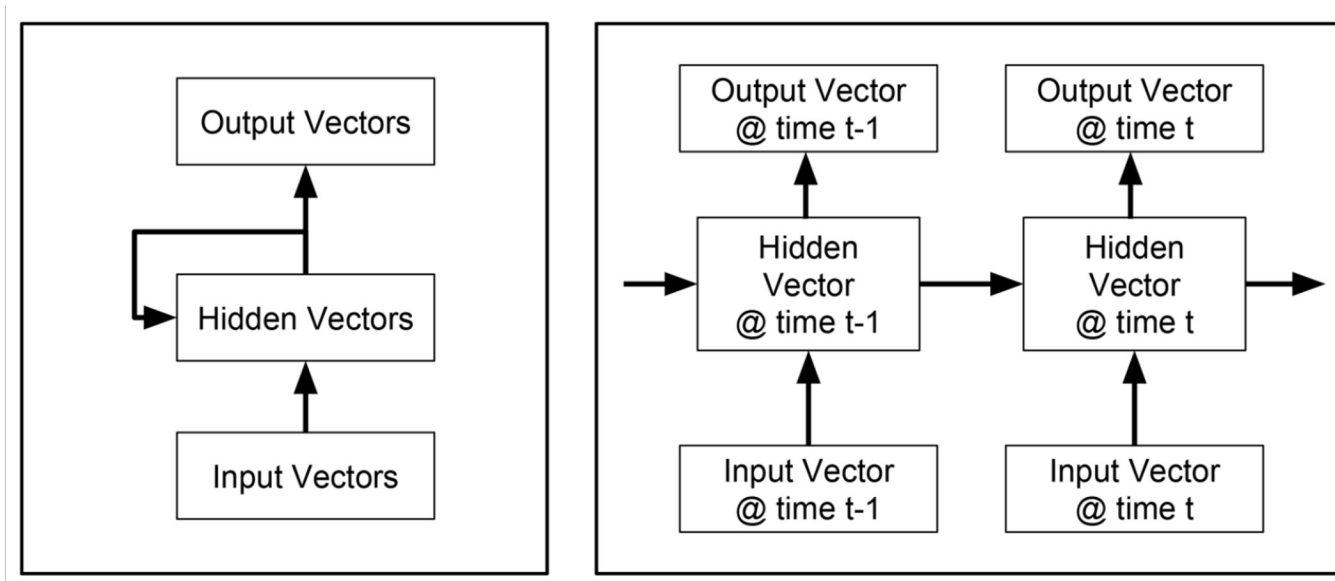 Output Vectors
Hidden Vectors
Input Vectors
Output Vector
@ time t-1
Output Vector
@ time t
Hidden
Vector
@ time t-1
Hidden
Vector
@ time t
Input Vector
@ time t-1
Input Vector
@ time t